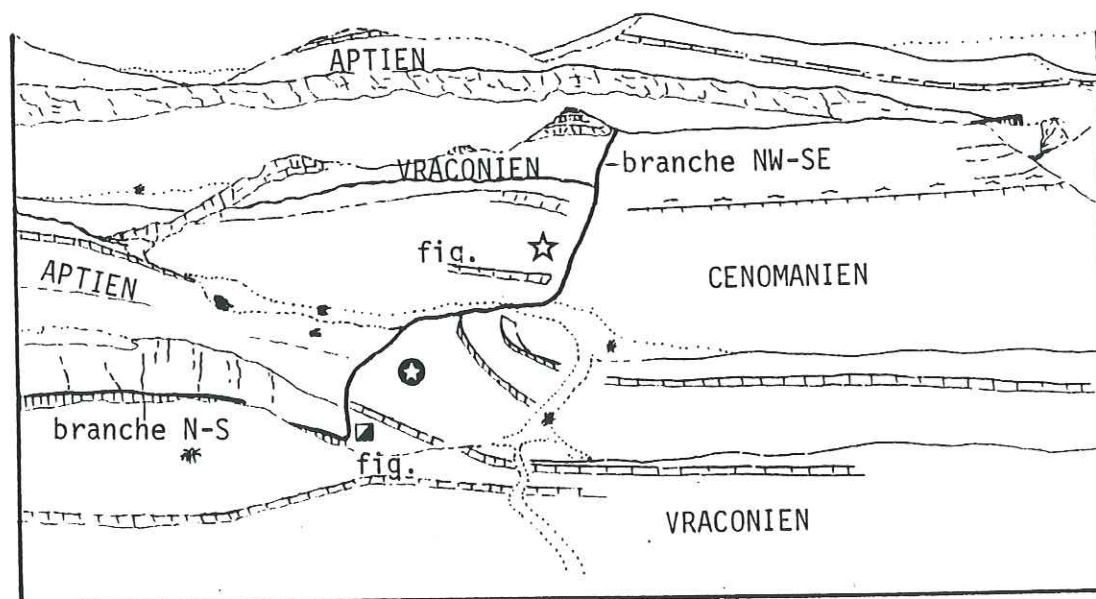 APTIEN
VRACONIEN
-branche NW-SE
fig.
CENOMANIEN
APTIEN
branche N-S
fig.
VRACONIEN